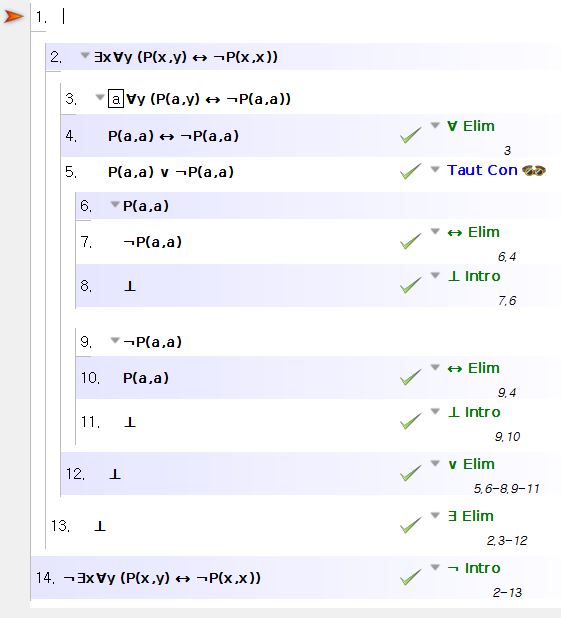 1.
2. ∃x∀y (P(x,y) ↔ ¬P(x,x))
3. a ∀y (P(a,y) ↔ ¬P(a,a))
4. P(a,a) ↔ ¬P(a,a) ∀ Elim
3
5. P(a,a) ∨ ¬P(a,a) Taut Con
6. P(a,a)
7. ¬P(a,a) ↔ Elim
6,4
8. ⊥ ⊥ Intro
7,6
9. ¬P(a,a)
10. P(a,a) ↔ Elim
9,4
11. ⊥ ⊥ Intro
9,10
12. ⊥ ∨ Elim
5,6-8,9-11
13. ⊥ ∃ Elim
2,3-12
14. ¬∃x∀y (P(x,y) ↔ ¬P(x,x)) ¬ Intro
2-13